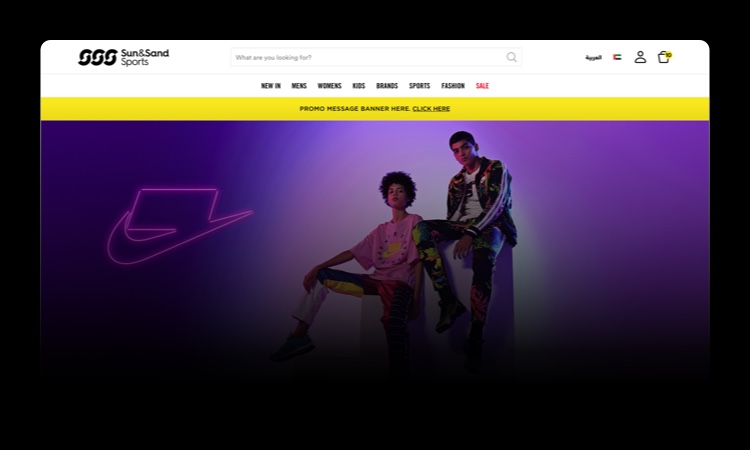 SSS Sun&Sand
Sports
What are you looking for?
العربية
NEW IN MENS WOMENS KIDS BRANDS SPORTS FASHION SALE
PROMO MESSAGE BANNER HERE. CLICK HERE